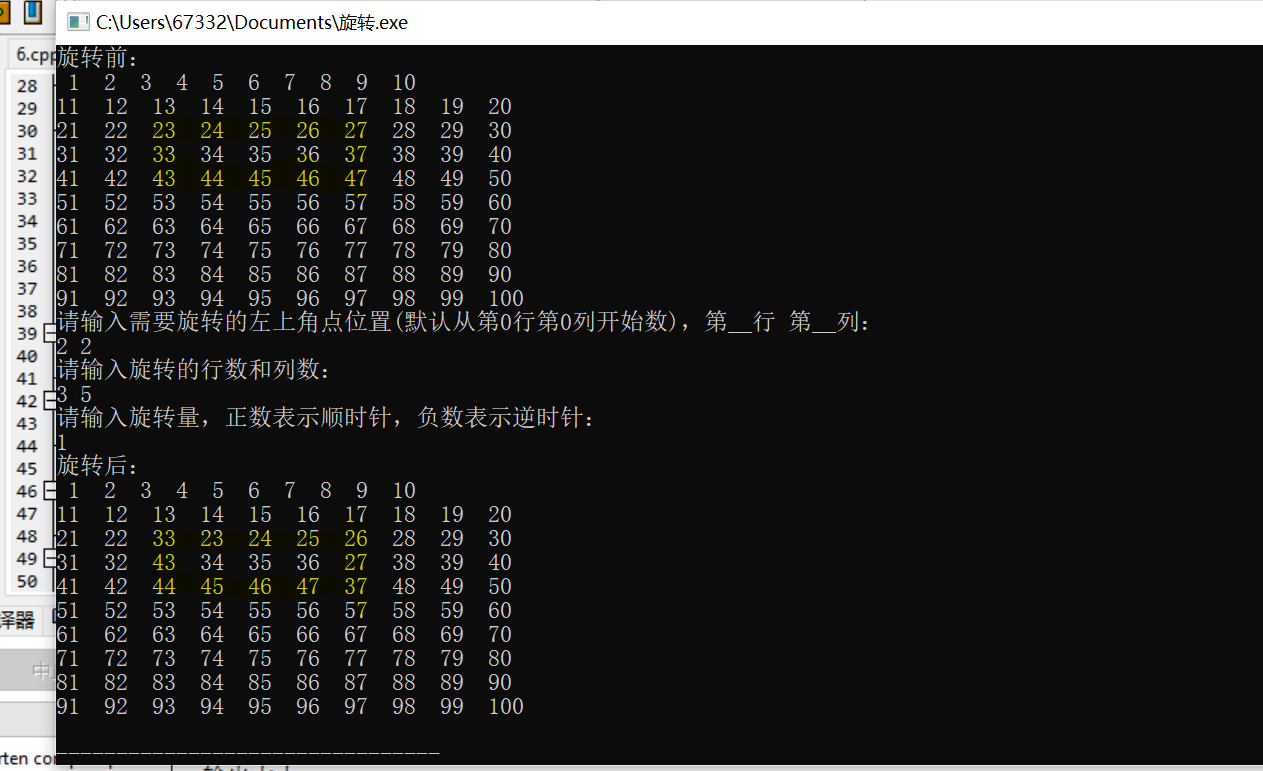 C:\Users\67332\Documents\旋转.exe
6.cpp
28
29
30
31
32
33
34
35
36
37
38
39
40
41
42
43
44
45
46
47
48
49
50
译器
中
rten com
旋转前:
1 2 3 4 5 6 7 8 9 10
11 12 13 14 15 16 17 18 19 20
21 22 23 24 25 26 27 28 29 30
31 32 33 34 35 36 37 38 39 40
41 42 43 44 45 46 47 48 49 50
51 52 53 54 55 56 57 58 59 60
61 62 63 64 65 66 67 68 69 70
71 72 73 74 75 76 77 78 79 80
81 82 83 84 85 86 87 88 89 90
91 92 93 94 95 96 97 98 99 100
请输入需要旋转的左上角点位置(默认从第0行第0列开始数)，第__行 第__列:
2 2
请输入旋转的行数和列数:
3 5
请输入旋转量，正数表示顺时针，负数表示逆时针:
1
旋转后:
1 2 3 4 5 6 7 8 9 10
11 12 13 14 15 16 17 18 19 20
21 22 33 23 24 25 26 28 29 30
31 32 43 34 35 36 27 38 39 40
41 42 44 45 46 47 37 48 49 50
51 52 53 54 55 56 57 58 59 60
61 62 63 64 65 66 67 68 69 70
71 72 73 74 75 76 77 78 79 80
81 82 83 84 85 86 87 88 89 90
91 92 93 94 95 96 97 98 99 100
--------------------------------